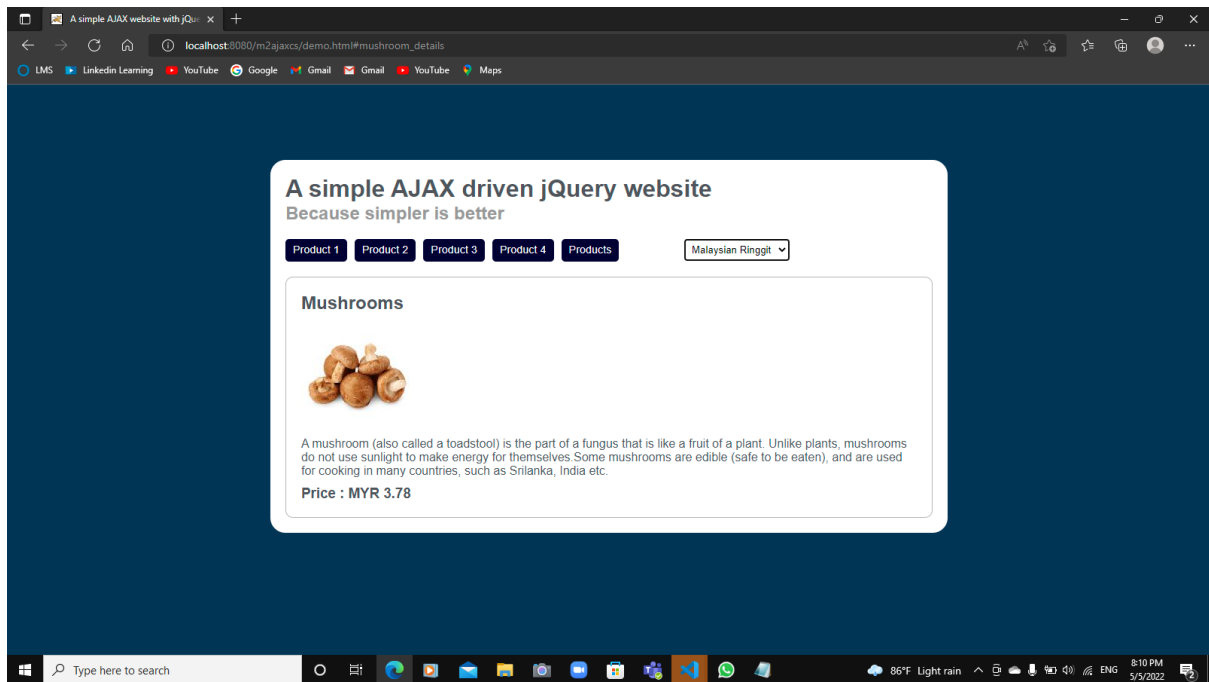 A simple AJAX website with jQue
localhost:8080/m2ajaxcs/demo.html#mushroom_details
LMS Linkedin Learning YouTube Google Gmail Gmail YouTube Maps
A simple AJAX driven jQuery website
Because simpler is better
Product 1 Product 2 Product 3 Product 4 Products Malaysian Ringgit
Mushrooms
A mushroom (also called a toadstool) is the part of a fungus that is like a fruit of a plant. Unlike plants, mushrooms
do not use sunlight to make energy for themselves.Some mushrooms are edible (safe to be eaten), and are used
for cooking in many countries, such as Srilanka, India etc.
Price : MYR 3.78
Type here to search 86°F Light rain ENG 8:10 PM
5/5/2022 2